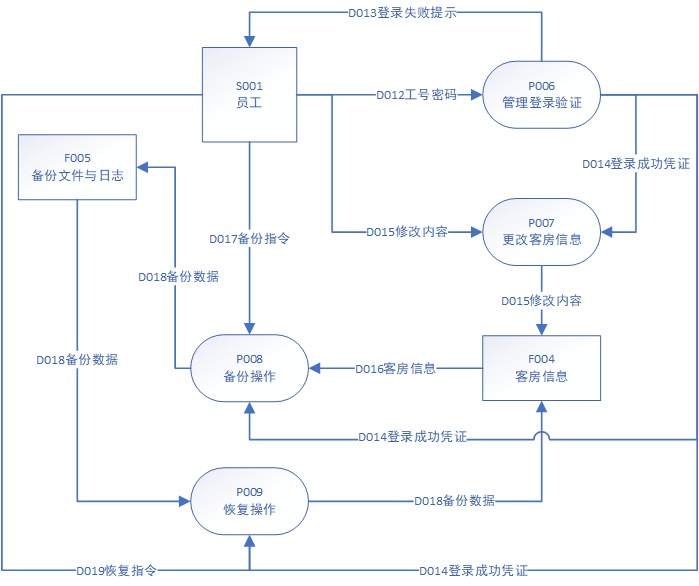 D013登录失败提示
S001
员工
D012工号密码
P006
管理登录验证
F005
备份文件与日志
D014登录成功凭证
D017备份指令
D015修改内容
P007
更改客房信息
D018备份数据
D015修改内容
D018备份数据
P008
备份操作
D016客房信息
F004
客房信息
D014登录成功凭证
P009
恢复操作
D018备份数据
D019恢复指令
D014登录成功凭证